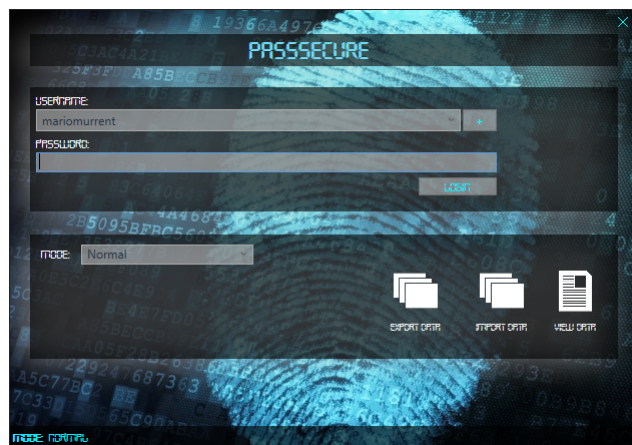 PASSSECURE
USERNAME:
mariomurrent
+
PASSWORD:
LOGIN
MODE: Normal
EXPORT DATA IMPORT DATA VIEW DATA
MODE: NORMAL